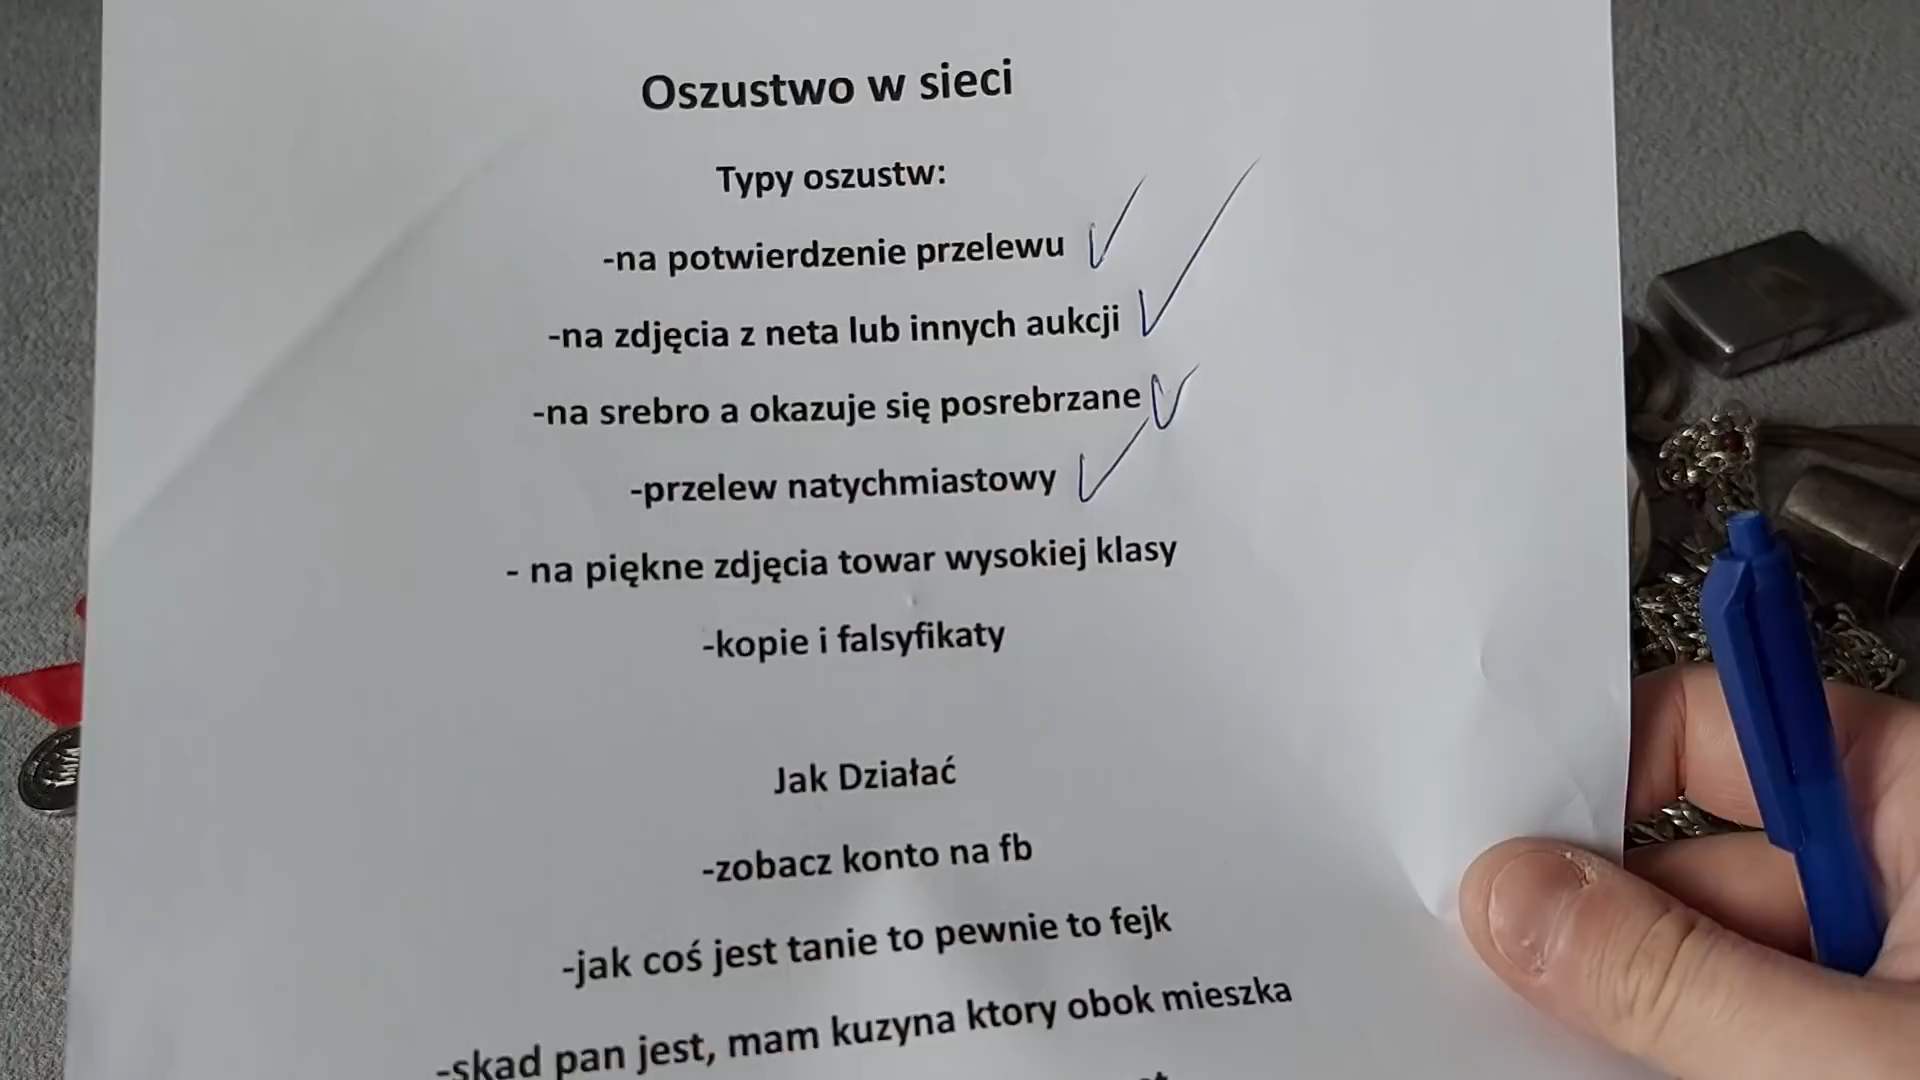 Oszustwo w sieci
Typy oszustw:
-na potwierdzenie przelewu
-na zdjęcia z neta lub innych aukcji
-na srebro a okazuje się posrebrzane
-przelew natychmiastowy
- na piękne zdjęcia towar wysokiej klasy
-kopie i falsyfikaty
Jak Działać
-zobacz konto na fb
-jak coś jest tanie to pewnie to fejk
-skad pan jest, mam kuzyna ktory obok mieszka